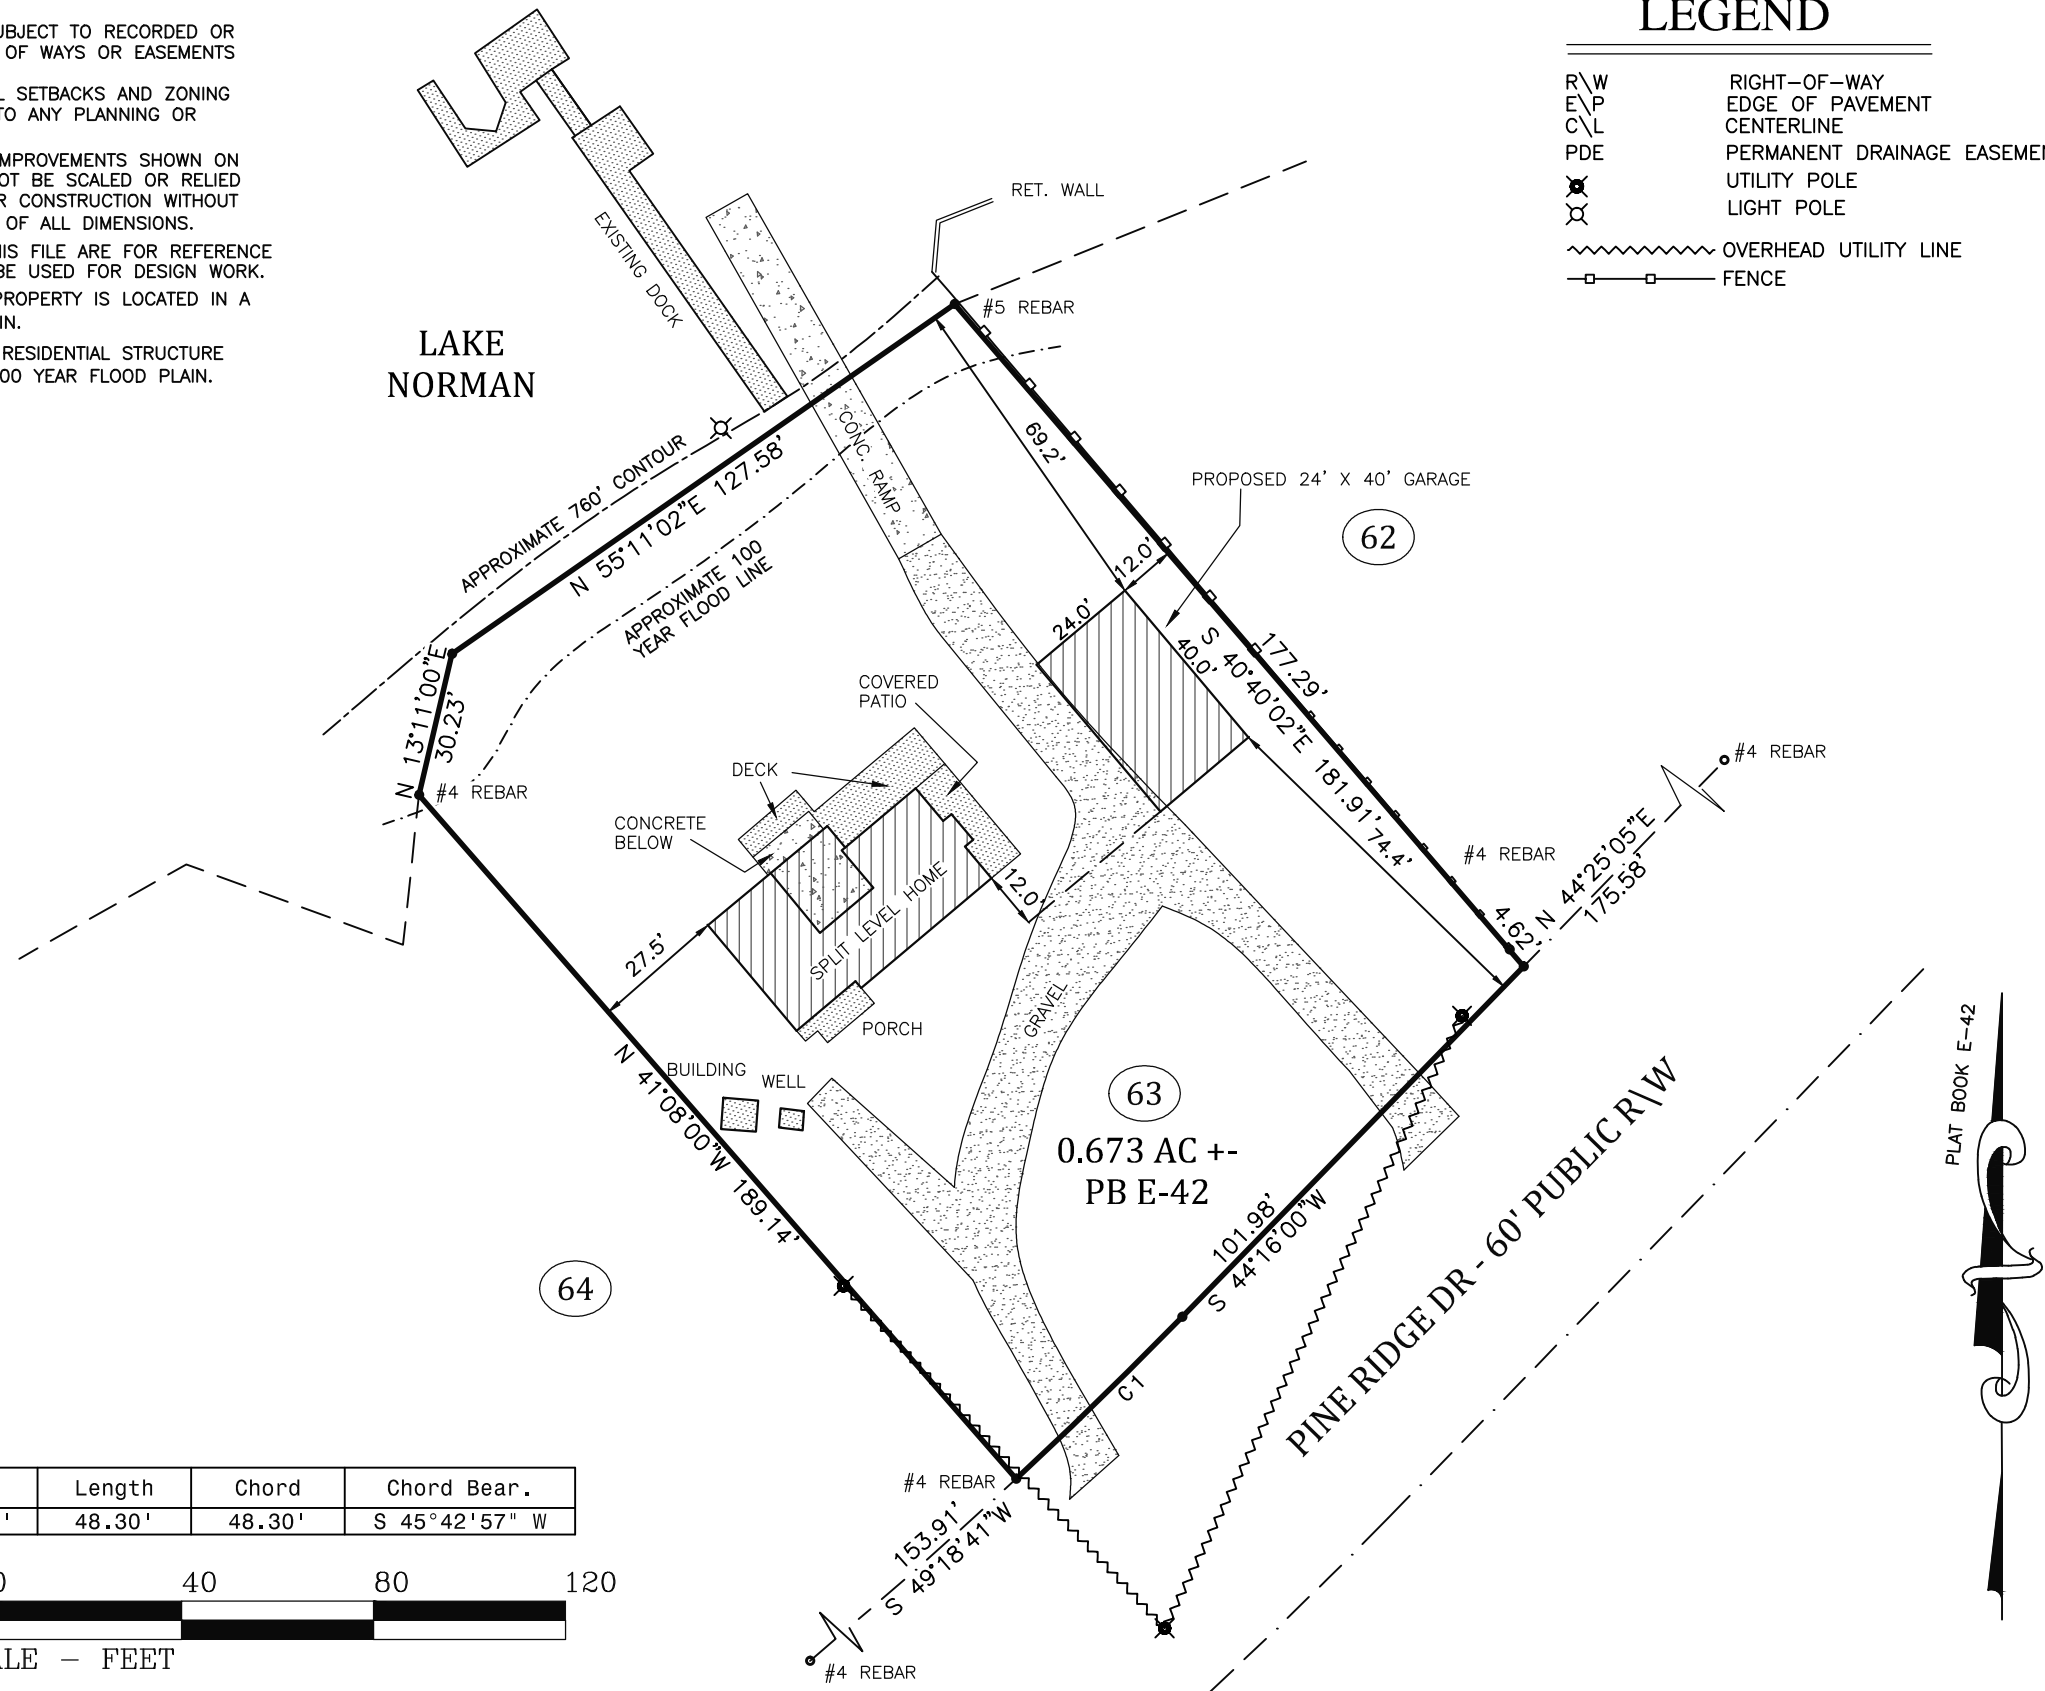 UBJECT TO RECORDED OR
OF WAYS OR EASEMENTS
SETBACKS AND ZONING
TO ANY PLANNING OR
MPROVEMENTS SHOWN ON
OT BE SCALED OR RELIED
R CONSTRUCTION WITHOUT
OF ALL DIMENSIONS.
HIS FILE ARE FOR REFERENCE
BE USED FOR DESIGN WORK.
PROPERTY IS LOCATED IN A
IN.
RESIDENTIAL STRUCTURE
00 YEAR FLOOD PLAIN.
LEGEND
R\W RIGHT-OF-WAY
E\P EDGE OF PAVEMENT
C\L CENTERLINE
PDE PERMANENT DRAINAGE EASEMEN
UTILITY POLE
LIGHT POLE
OVERHEAD UTILITY LINE
FENCE
LAKE
NORMAN
EXISTING DOCK
RET. WALL
#5 REBAR
CONC. RAMP
APPROXIMATE 760' CONTOUR
N 55°11'02"E 127.58'
APPROXIMATE 100
YEAR FLOOD LINE
69.2'
PROPOSED 24' X 40' GARAGE
62
12.0'
24.0'
40.0'
177.29'
S 40°40'02"E 181.91'
74.4'
N 13°11'00"E
30.23'
#4 REBAR
COVERED
PATIO
DECK
CONCRETE
BELOW
SPLIT LEVEL HOME
12.0'
27.5'
PORCH
BUILDING
WELL
GRAVEL
#4 REBAR
#4 REBAR
4.62'
N 44°25'05"E
175.58'
N 41°08'00"W 189.14'
63
0.673 AC +-
PB E-42
64
101.98'
S 44°16'00"W
C1
PINE RIDGE DR - 60' PUBLIC R\W
PLAT BOOK E-42
#4 REBAR
153.91'
S 49°18'41"W
#4 REBAR
Length Chord Chord Bear.
' 48.30' 48.30' S 45°42'57" W
0 40 80 120
ALE - FEET